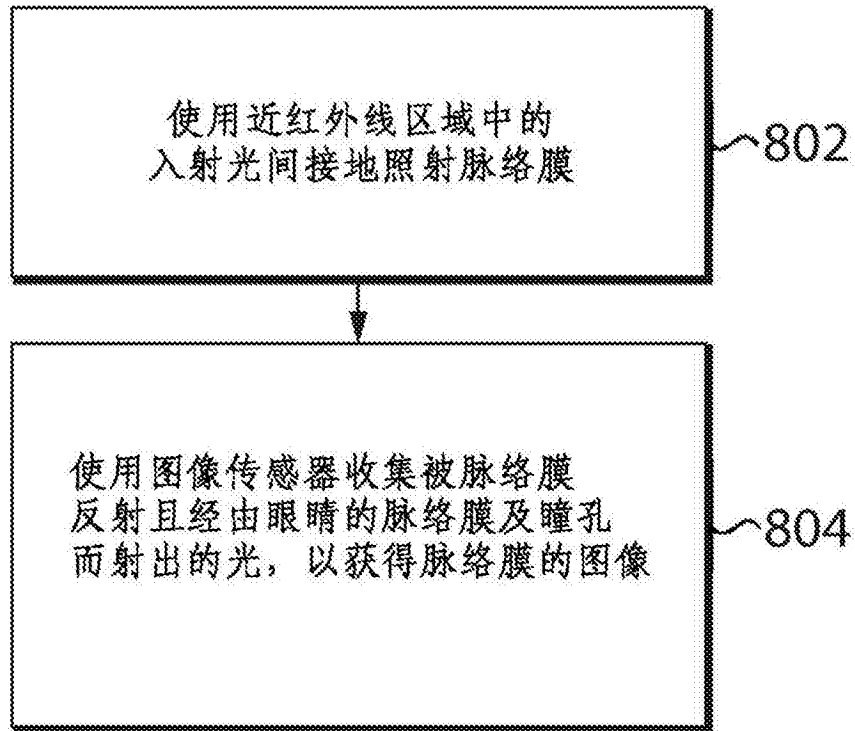 使用近红外线区域中的
入射光间接地照射脉络膜
802
使用图像传感器收集被脉络膜
反射且经由眼睛的脉络膜及瞳孔
而射出的光，以获得脉络膜的图像
804